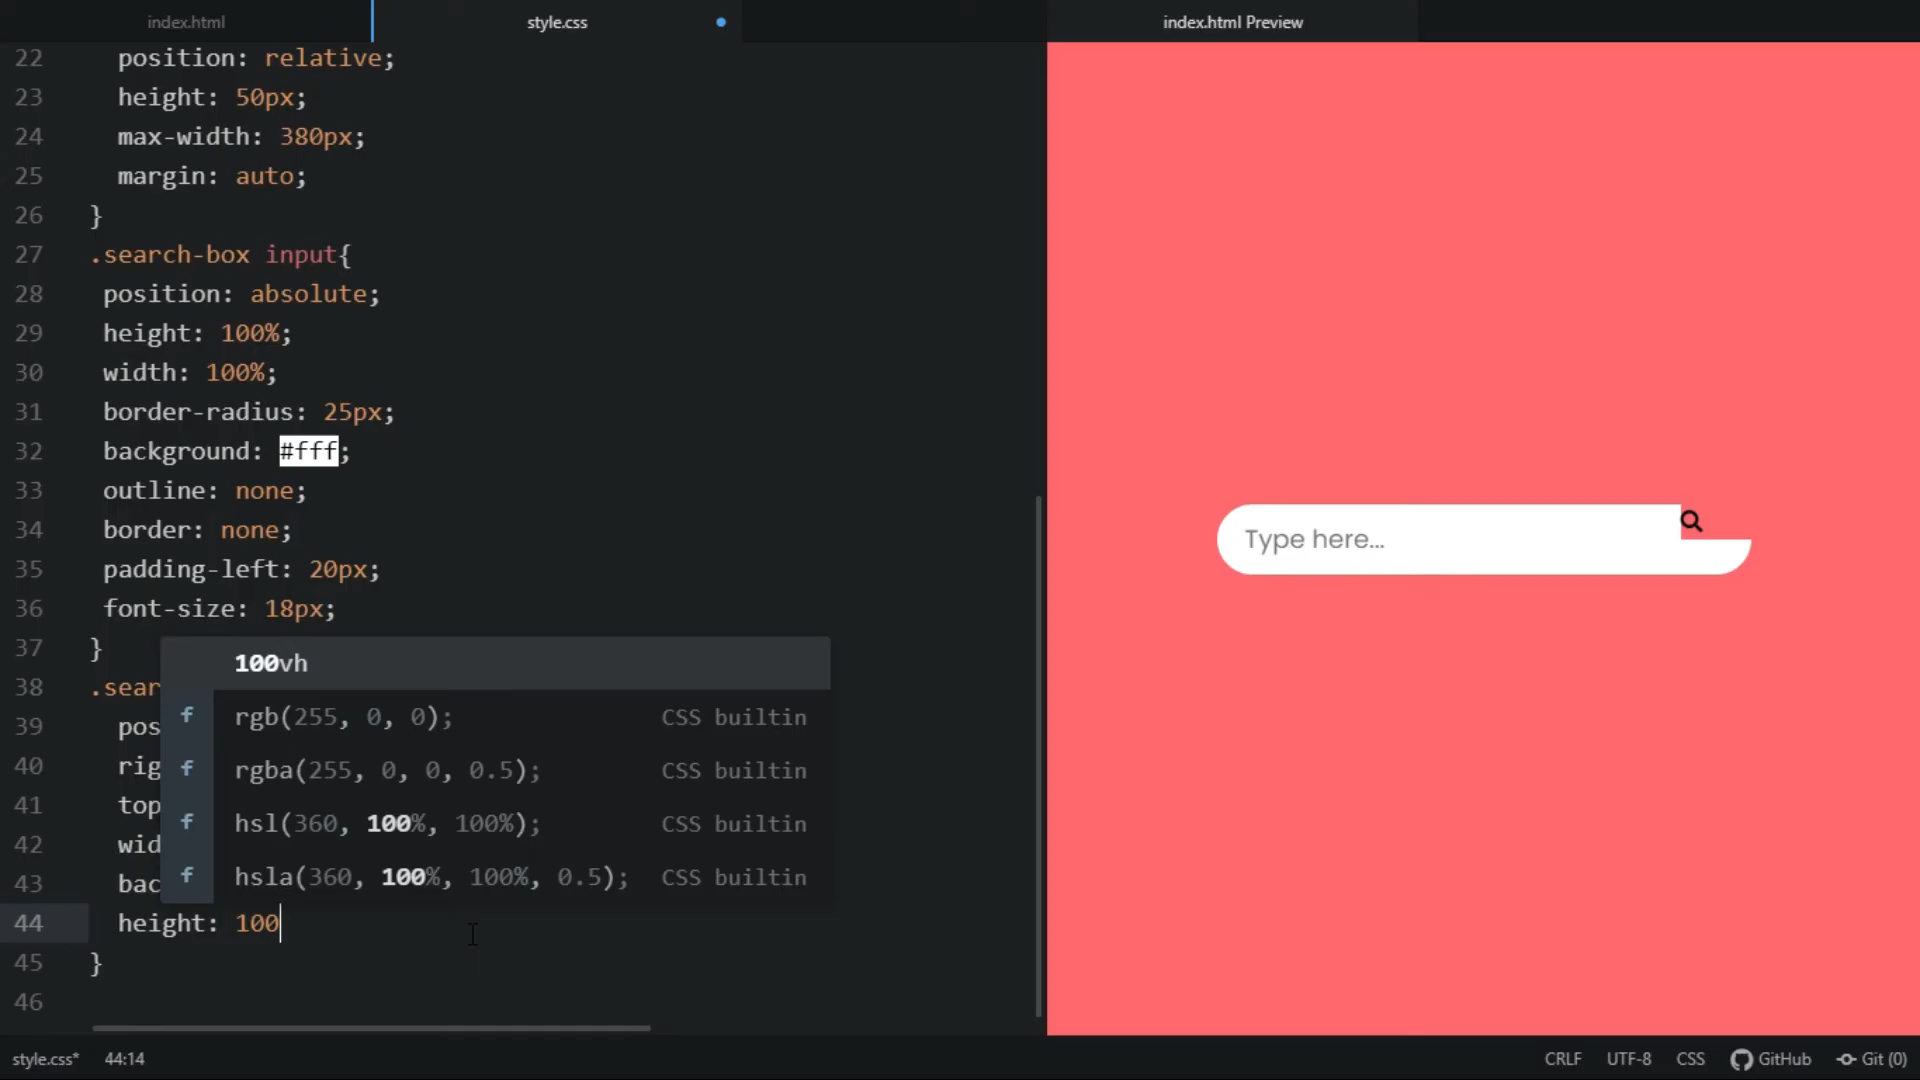 index.html
style.css
index.html Preview
22 position: relative;
23 height: 50px;
24 max-width: 380px;
25 margin: auto;
26 }
27 .search-box input{
28 position: absolute;
29 height: 100%;
30 width: 100%;
31 border-radius: 25px;
32 background: #fff;
33 outline: none;
34 border: none;
35 padding-left: 20px;
36 font-size: 18px;
37 }
38 .sear
39 pos
40 rig
41 top
42 wid
43 bac
44 height: 100
45 }
46
100vh
f rgb(255, 0, 0); CSS builtin
f rgba(255, 0, 0, 0.5); CSS builtin
f hsl(360, 100%, 100%); CSS builtin
f hsla(360, 100%, 100%, 0.5); CSS builtin
Type here...
style.css* 44:14
CRLF UTF-8 CSS GitHub Git (0)